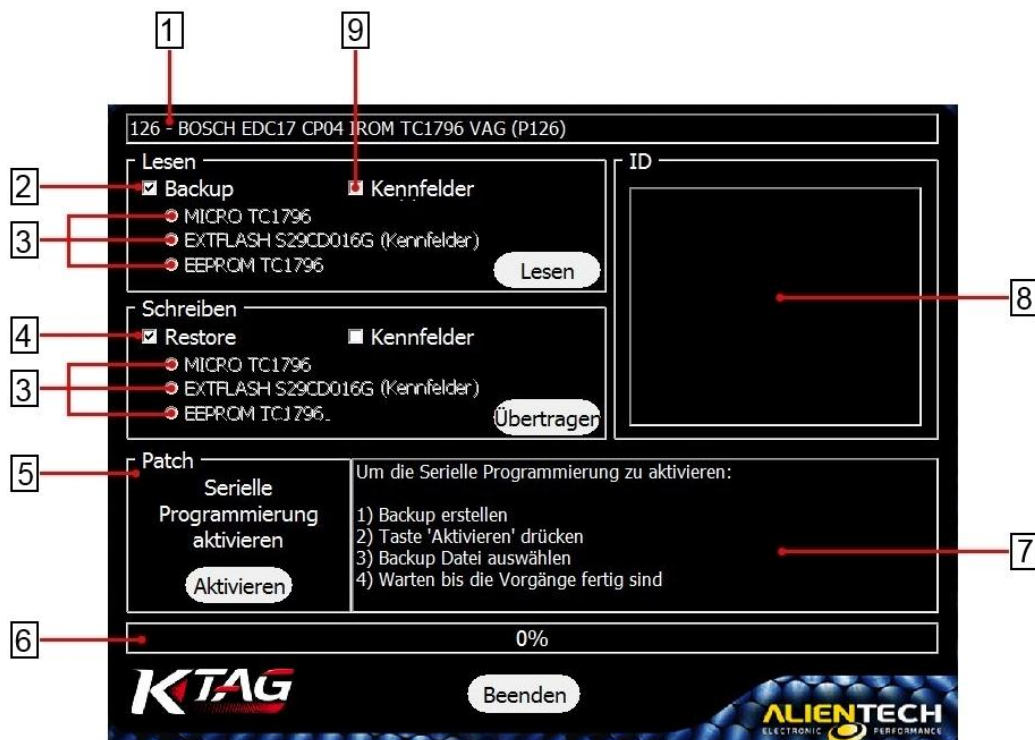 1
9
126 - BOSCH EDC17 CP04 IROM TC1796 VAG (P126)
Lesen
ID
2
Backup
Kennfelder
3
MICRO TC1796
EXTFLASH S29CD016G (Kennfelder)
EEPROM TC1796
Lesen
8
Schreiben
4
Restore
Kennfelder
3
MICRO TC1796
EXTFLASH S29CD016G (Kennfelder)
EEPROM TC1796_
Übertragen
5
Patch
Serielle
Programmierung
aktivieren
Aktivieren
Um die Serielle Programmierung zu aktivieren:
1) Backup erstellen
2) Taste 'Aktivieren' drücken
3) Backup Datei auswählen
4) Warten bis die Vorgänge fertig sind
7
6
0%
KTAG
Beenden
ALIENTECH
ELECTRONIC PERFORMANCE